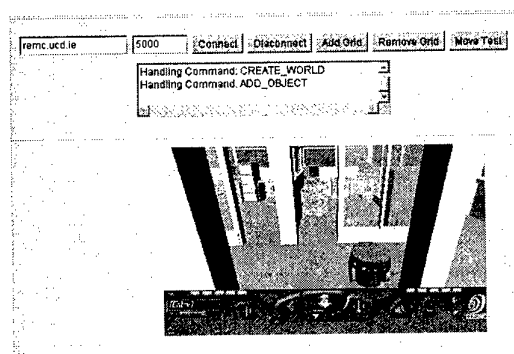 remc.ucd.ie 5000 Connect Disconnect Add Grid Remove Grid Move Test
Handling Command: CREATE_WORLD
Handling Command: ADD_OBJECT